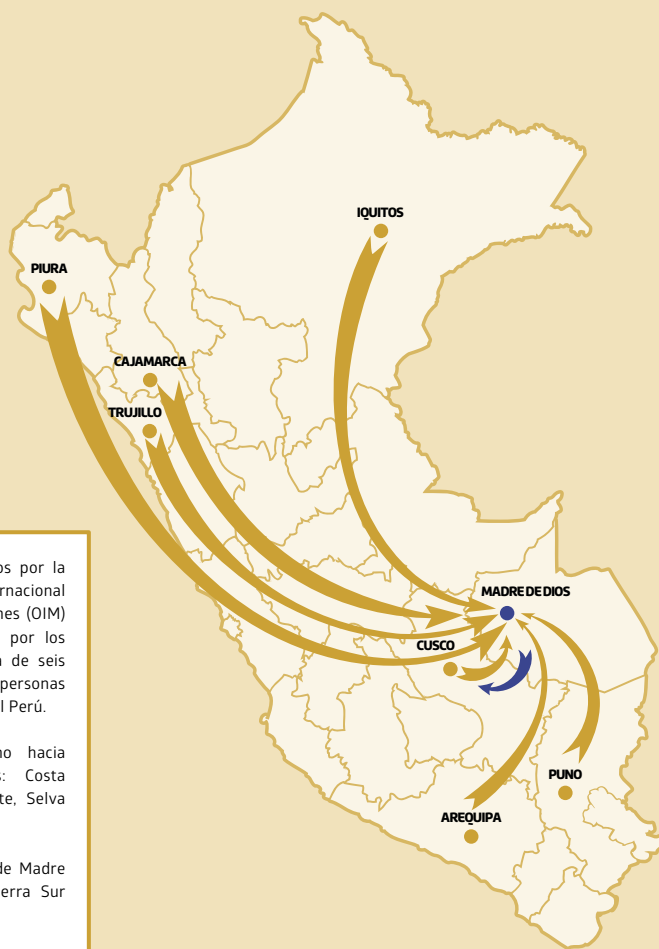 IQUITOS
PIURA
CAJAMARCA
TRUJILLO
MADRE DE DIOS
CUSCO
PUNO
AREQUIPA
os por la
ernacional
nes (OIM)
por los
n de seis
personas
l Perú.
no hacia
s: Costa
te, Selva
de Madre
erra Sur